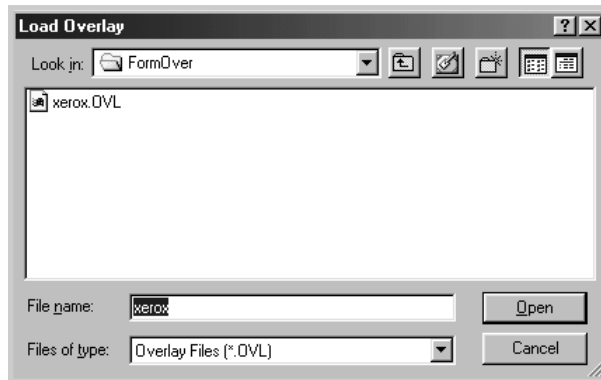 Load Overlay
Look in: FormOver
xerox.OVL
File name: xerox Open
Files of type: Overlay Files (*.OVL) Cancel